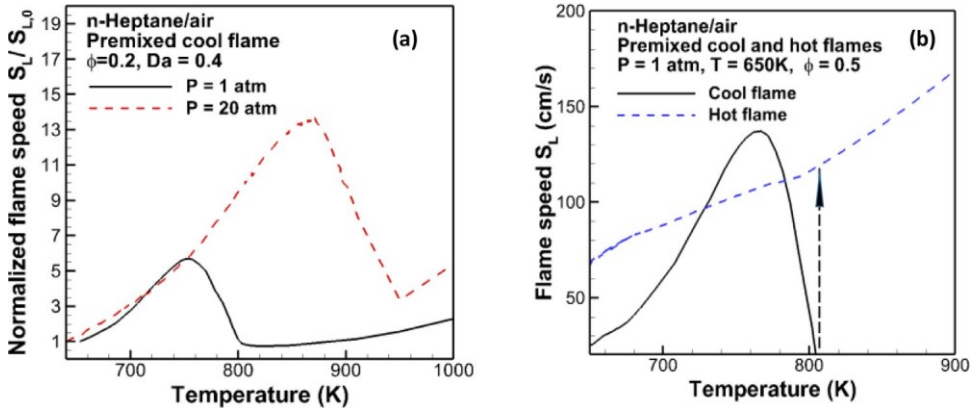 n-Heptane/air
Premixed cool flame
ϕ=0.2, Da = 0.4
(a)
P = 1 atm
P = 20 atm
Normalized flame speed S_L/ S_L,0
19
17
15
13
11
9
7
5
3
1
700
800
900
1000
Temperature (K)
n-Heptane/air
(b)
Premixed cool and hot flames
P = 1 atm, T = 650K, ϕ = 0.5
Cool flame
Hot flame
Flame speed S_L (cm/s)
200
150
100
50
700
800
900
Temperature (K)